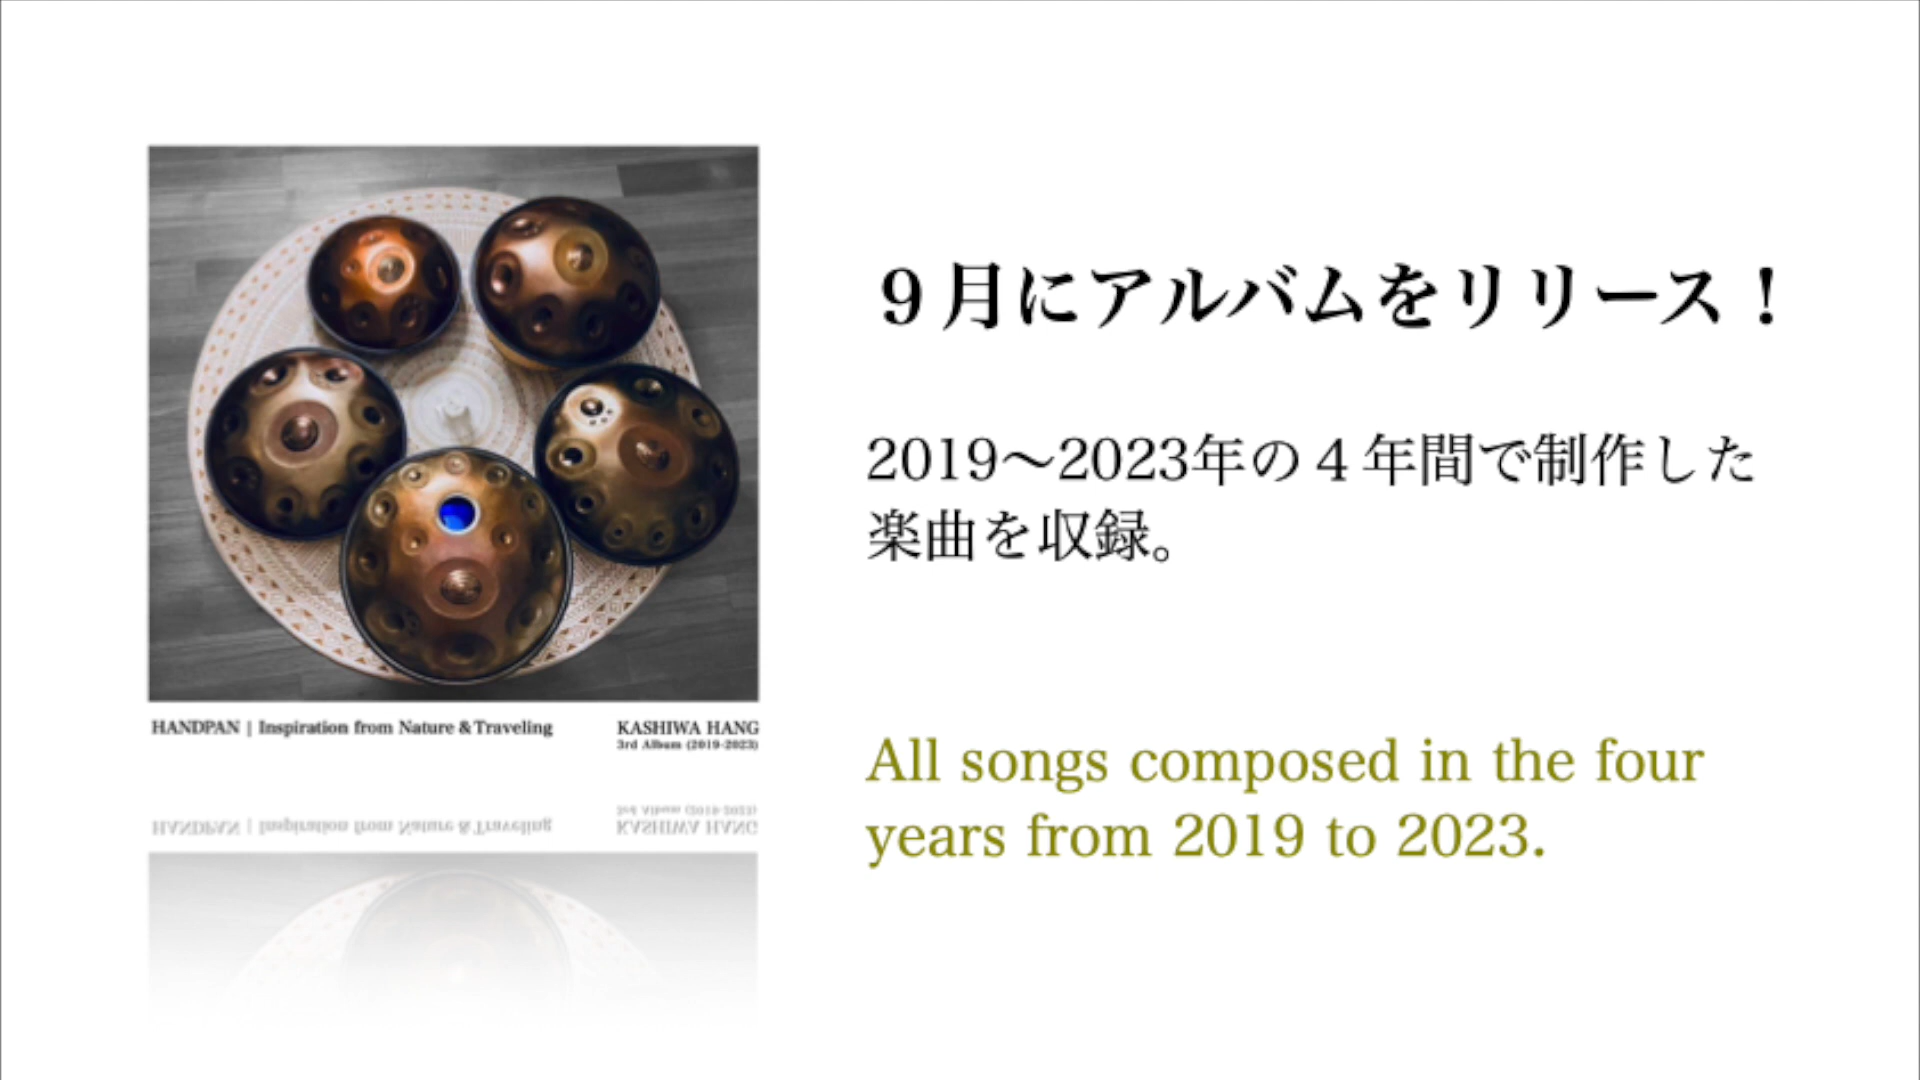 ９月にアルバムをリリース！
2019〜2023年の４年間で制作した
楽曲を収録。
All songs composed in the four
years from 2019 to 2023.
HANDPAN | Inspiration from Nature & Traveling
KASHIWA HANG
3rd Album (2019-2023)